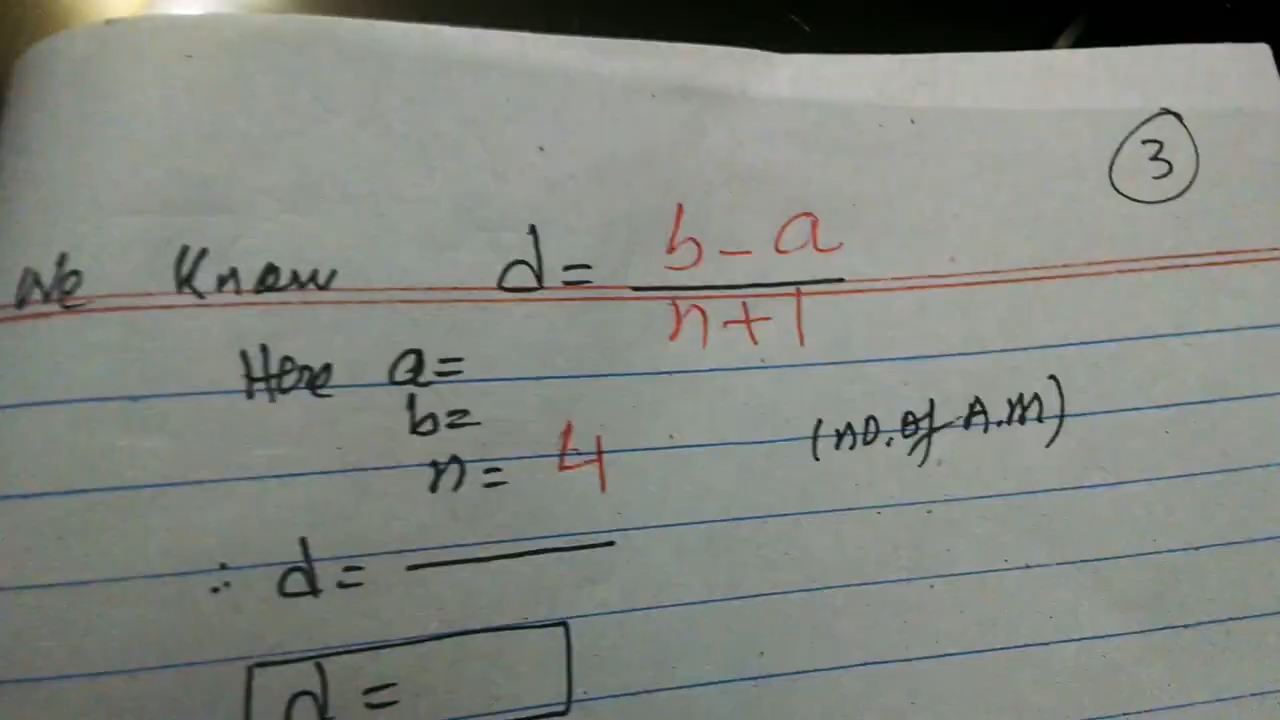 3
We Know d = b - a / n + 1
Here a =
b =
n = 4 (no. of A.M)
∴ d = ―
d =